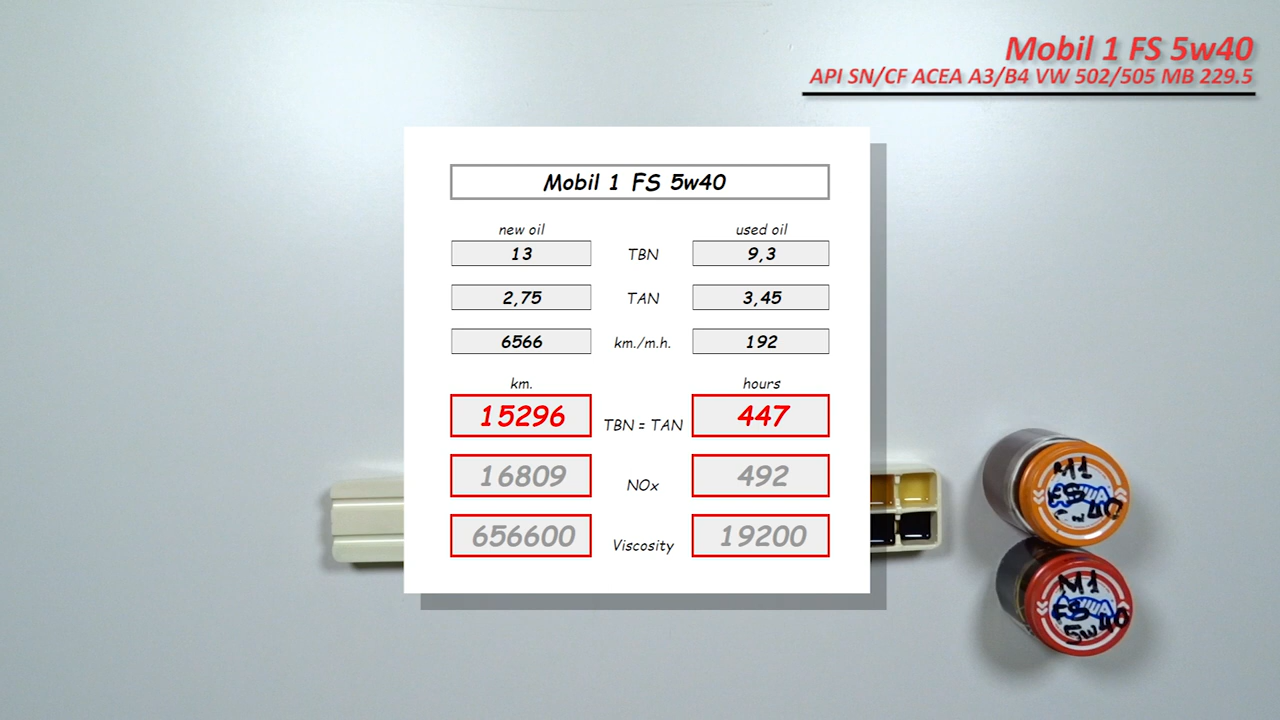 Mobil 1 FS 5w40
API SN/CF ACEA A3/B4 VW 502/505 MB 229.5
Mobil 1 FS 5w40
new oil used oil
13 TBN 9,3
2,75 TAN 3,45
6566 km./m.h. 192
km. hours
15296 TBN = TAN 447
16809 NOx 492
656600 Viscosity 19200
M1
FS
M1
FS
5w40